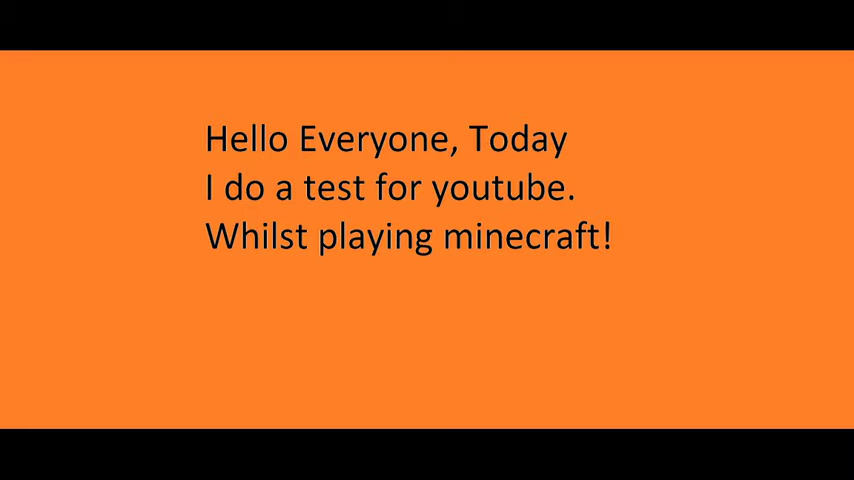 Hello Everyone, Today
I do a test for youtube.
Whilst playing minecraft!